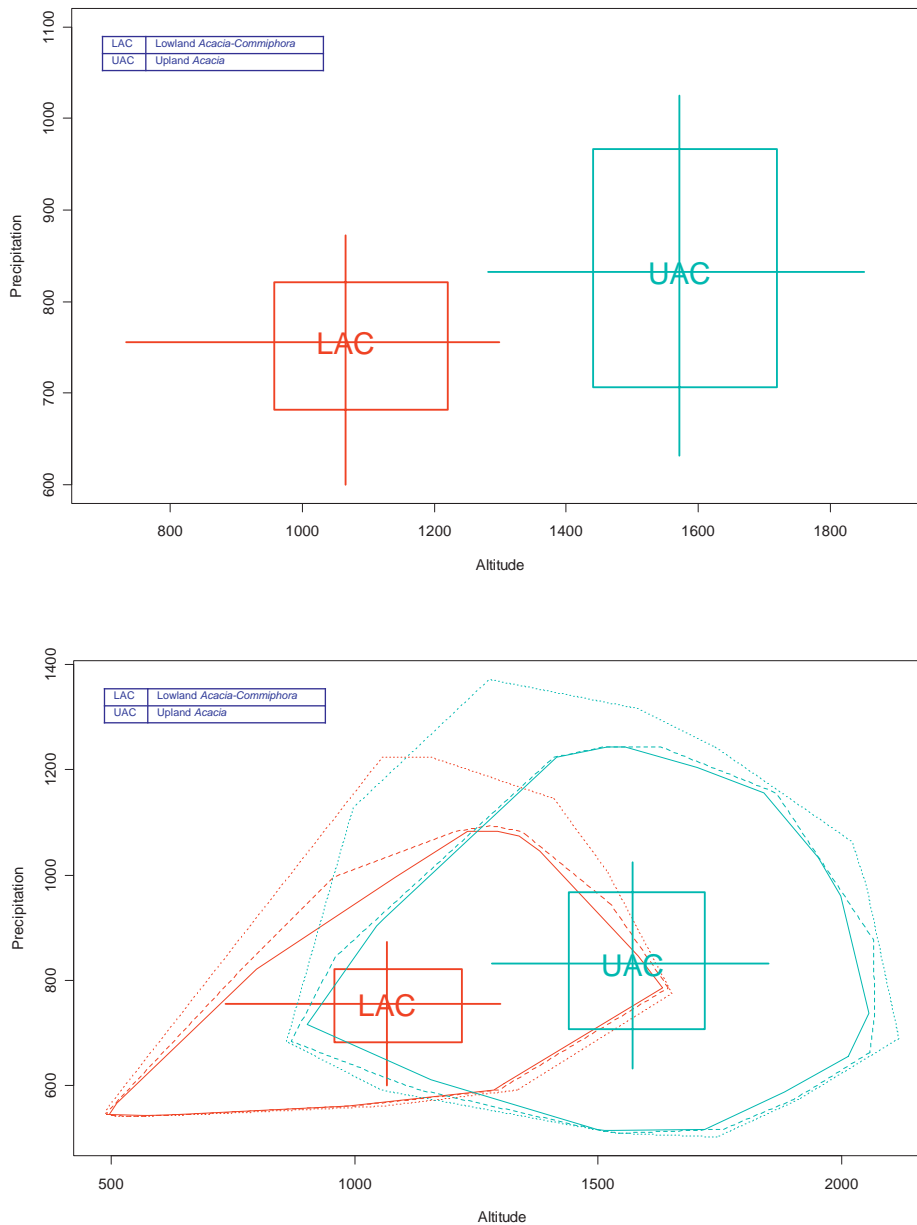 1100
1000
900
800
700
600
Precipitation
LAC Lowland Acacia-Commiphora
UAC Upland Acacia
LAC
UAC
800 1000 1200 1400 1600 1800
Altitude
1400
1200
1000
800
600
Precipitation
LAC Lowland Acacia-Commiphora
UAC Upland Acacia
LAC
UAC
500 1000 1500 2000
Altitude